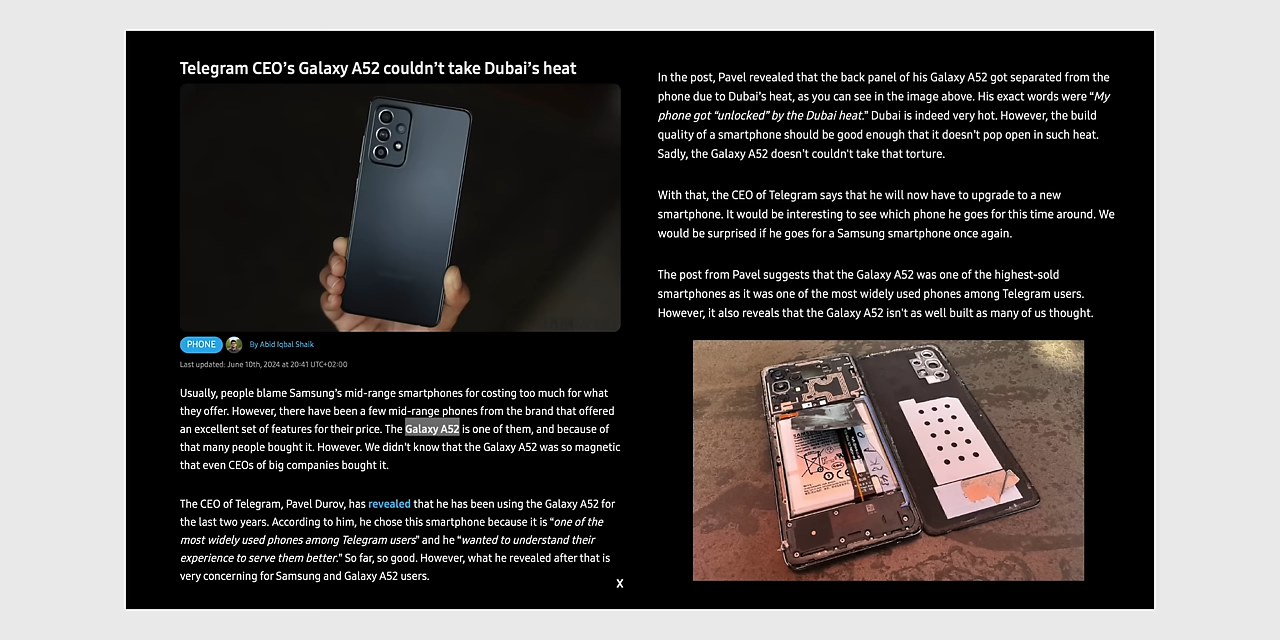 Telegram CEO’s Galaxy A52 couldn’t take Dubai’s heat
PHONE
By Abid Iqbal Shaik
Last updated: June 10th, 2024 at 20:41 UTC+02:00
Usually, people blame Samsung’s mid-range smartphones for costing too much for what
they offer. However, there have been a few mid-range phones from the brand that offered
an excellent set of features for their price. The Galaxy A52 is one of them, and because of
that many people bought it. However. We didn’t know that the Galaxy A52 was so magnetic
that even CEOs of big companies bought it.
The CEO of Telegram, Pavel Durov, has revealed that he has been using the Galaxy A52 for
the last two years. According to him, he chose this smartphone because it is “one of the
most widely used phones among Telegram users” and he “wanted to understand their
experience to serve them better.” So far, so good. However, what he revealed after that is
very concerning for Samsung and Galaxy A52 users.
X
In the post, Pavel revealed that the back panel of his Galaxy A52 got separated from the
phone due to Dubai’s heat, as you can see in the image above. His exact words were “My
phone got “unlocked” by the Dubai heat.” Dubai is indeed very hot. However, the build
quality of a smartphone should be good enough that it doesn’t pop open in such heat.
Sadly, the Galaxy A52 doesn’t couldn’t take that torture.
With that, the CEO of Telegram says that he will now have to upgrade to a new
smartphone. It would be interesting to see which phone he goes for this time around. We
would be surprised if he goes for a Samsung smartphone once again.
The post from Pavel suggests that the Galaxy A52 was one of the highest-sold
smartphones as it was one of the most widely used phones among Telegram users.
However, it also reveals that the Galaxy A52 isn’t as well built as many of us thought.